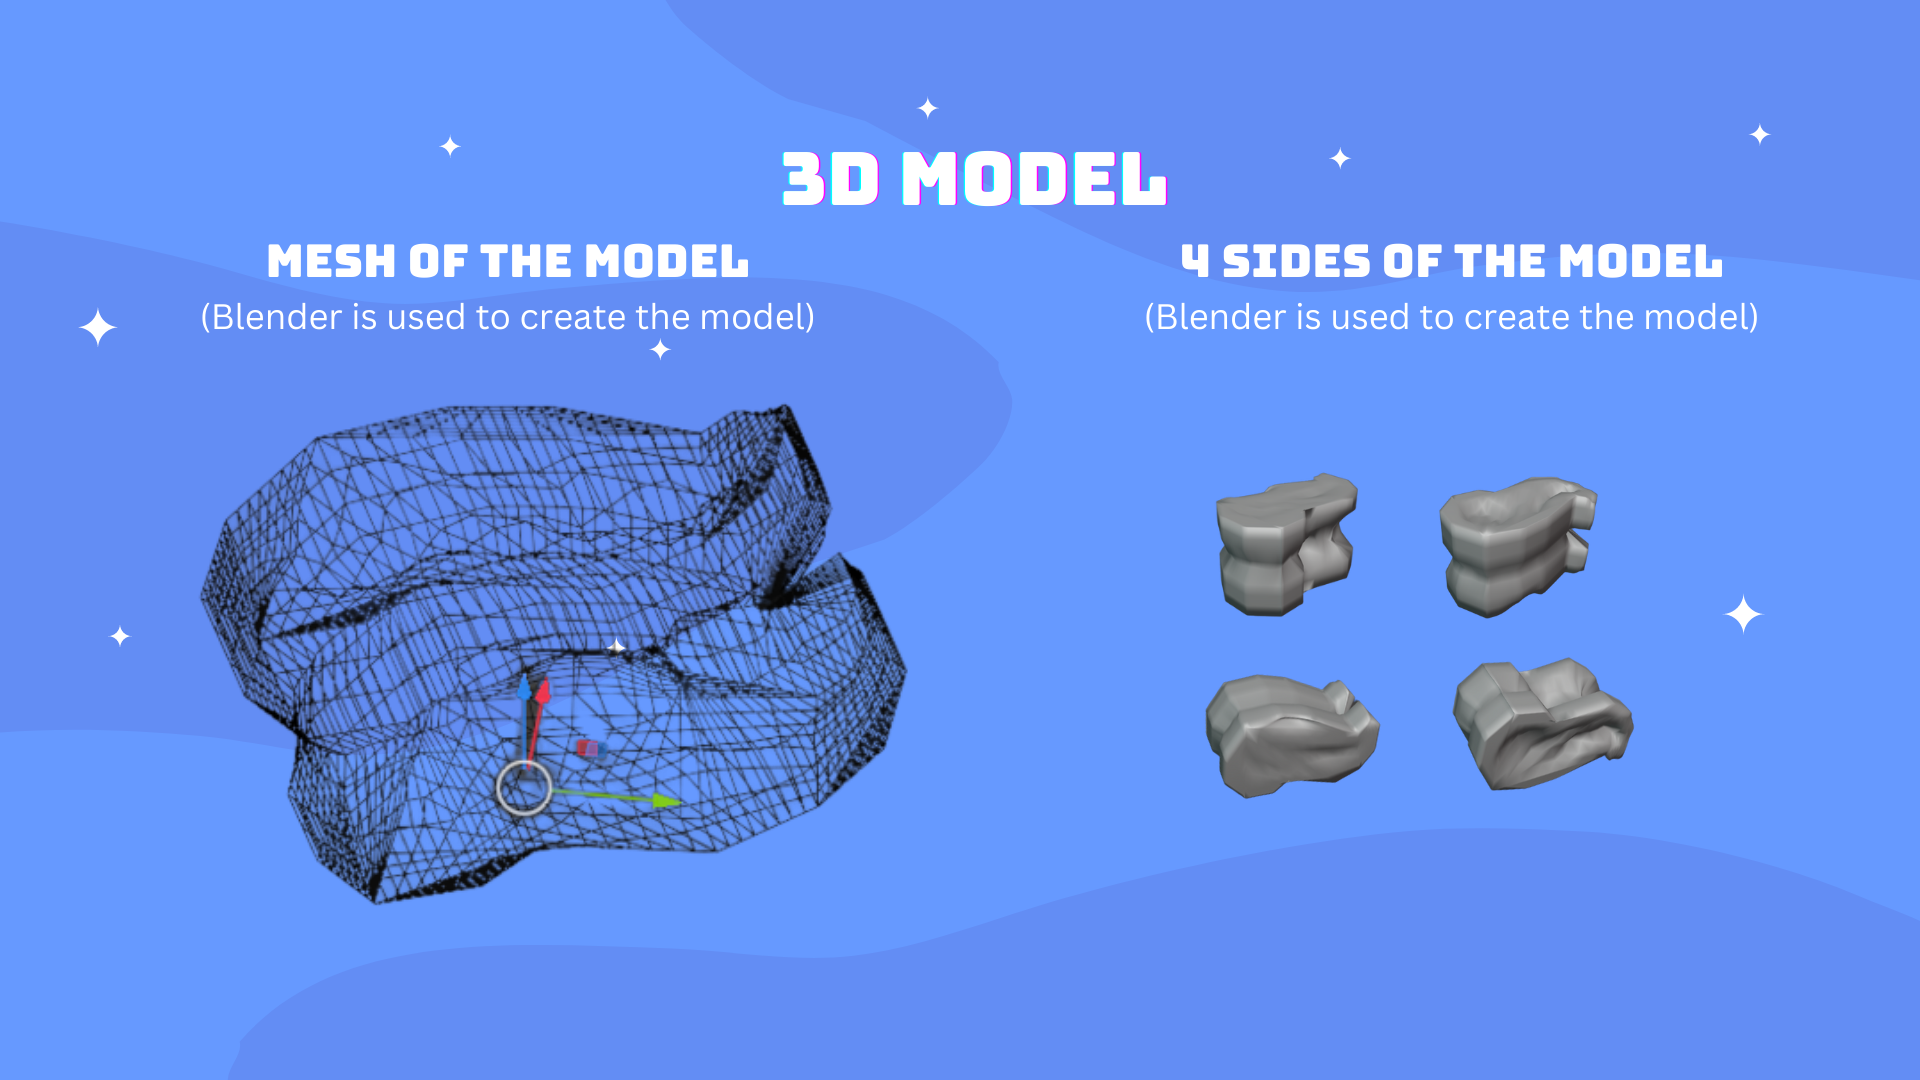 3D MODEL
MESH OF THE MODEL
(Blender is used to create the model)
4 SIDES OF THE MODEL
(Blender is used to create the model)